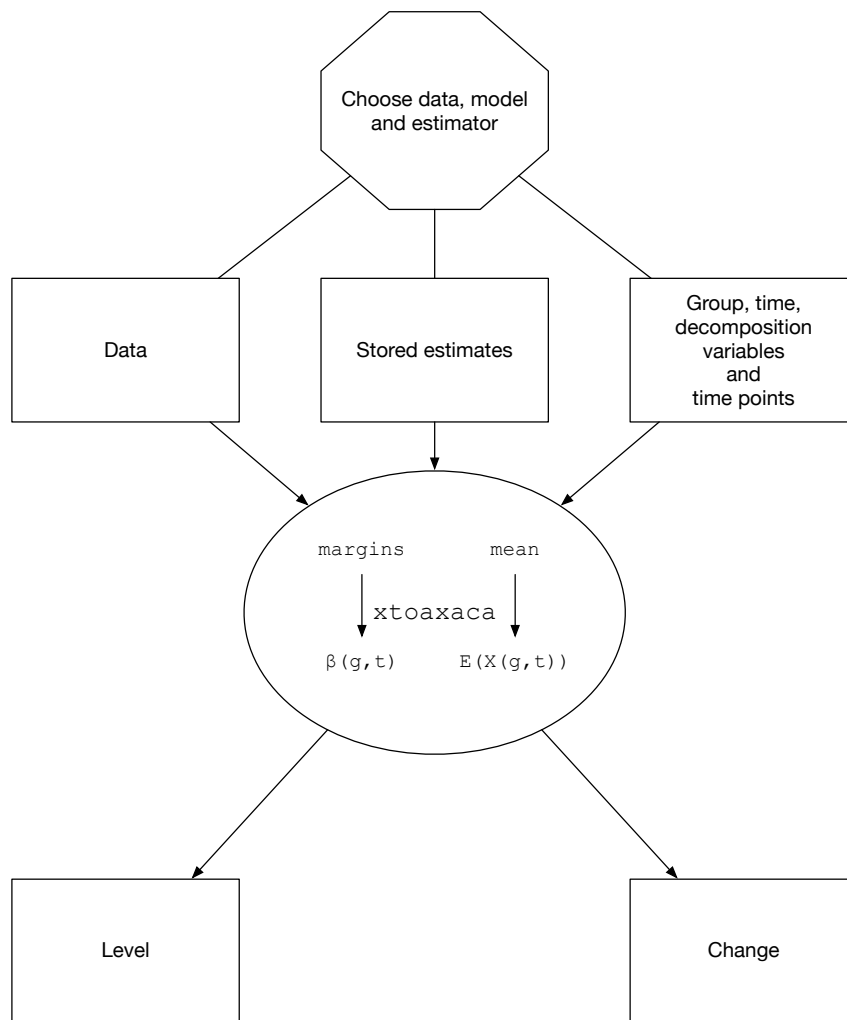 Choose data, model
and estimator
Data
Stored estimates
Group, time,
decomposition
variables
and
time points
margins
mean
xtoaxaca
β(g,t)
E(X(g,t))
Level
Change